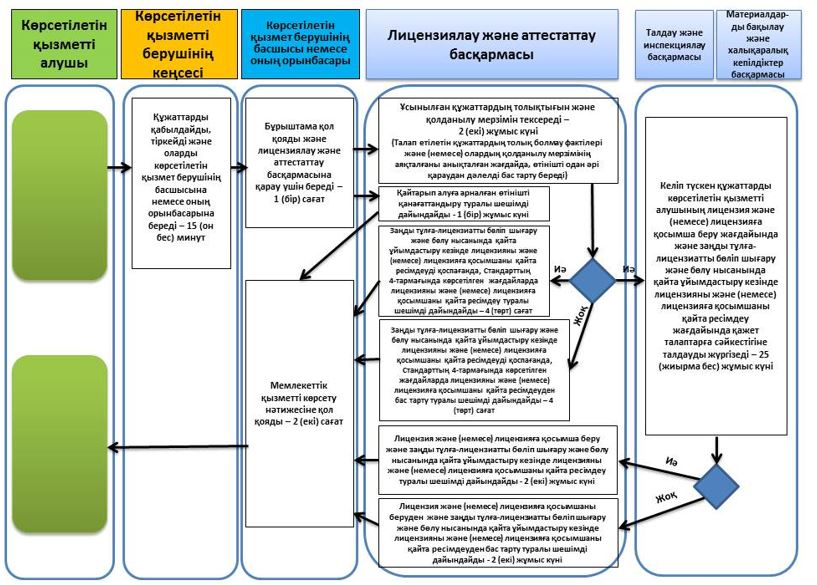 Көрсетілетін
қызметті
алушы
Көрсетілетін
қызметті
берушінің
кеңсесі
Көрсетілетін
қызмет берушінің
басшысы немесе
оның орынбасары
Лицензиялау және аттестаттау
басқармасы
Талдау және
инспекциялау
басқармасы
Материалдар-
ды бақылау
және
халықаралық
кепілдіктер
басқармасы
Құжаттарды
қабылдайды,
тіркейді және
оларды
көрсетілетін
қызмет берушінің
басшысына
немесе оның
орынбасарына
береді – 15 (он
бес) минут
Бұрыштама қол
қояды және
лицензиялау және
аттестаттау
басқармасына
қарау үшін береді –
1 (бір) сағат
Ұсынылған құжаттардың толықтығын және
қолданылу мерзімін тексереді –
2 (екі) жұмыс күні
(Талап етілетін құжаттардың толық болмау фактілері
және (немесе) олардың қолданылу мерзімінің
аяқталғаны анықталған жағдайда, өтінішті одан әрі
қараудан дәлелді бас тарту береді)
Қайтарып алуға арналған өтінішті
қанағаттандыру туралы шешімді
дайындайды - 1 (бір) жұмыс күні
Заңды тұлға-лицензиатты бөліп шығару
және бөлу нысанында қайта
ұйымдастыру кезінде лицензияны және
(немесе) лицензияға қосымшаны қайта
ресімдеуді қоспағанда, Стандарттың
4-тармағында көрсетілген жағдайларда
лицензияны және (немесе) лицензияға
қосымшаны қайта ресімдеу туралы
шешімді дайындайды – 4 (төрт) сағат
Иә
Иә
Жоқ
Заңды тұлға-лицензиатты бөліп шығару және
бөлу нысанында қайта ұйымдастыру кезінде
лицензияны және (немесе) лицензияға
қосымшаны қайта ресімдеуді қоспағанда,
Стандарттың 4-тармағында көрсетілген
жағдайларда лицензияны және (немесе)
лицензияға қосымшаны қайта ресімдеуден
бас тарту туралы шешімді дайындайды – 4
(төрт) сағат
Келіп түскен құжаттарды
көрсетілетін қызметті
алушының лицензия және
(немесе) лицензияға
қосымша беру жағдайында
және заңды тұлға-
лицензиатты бөліп шығару
және бөлу нысанында
қайта ұйымдастыру кезінде
лицензияны және (немесе)
лицензияға қосымшаны
қайта ресімдеу
жағдайында қажет
талаптарға сәйкестігіне
талдауды жүргізеді – 25
(жиырма бес) жұмыс күні
Мемлекеттік
қызметті көрсету
нәтижесіне қол
қояды – 2 (екі) сағат
Лицензия және (немесе) лицензияға қосымша беру
және заңды тұлға-лицензиатты бөліп шығару және бөлу
нысанында қайта ұйымдастыру кезінде лицензияны
және (немесе) лицензияға қосымшаны қайта ресімдеу
туралы шешімді дайындайды - 2 (екі) жұмыс күні
Иә
Жоқ
Лицензия және (немесе) лицензияға қосымшаны
беруден және заңды тұлға-лицензиатты бөліп шығару
және бөлу нысанында қайта ұйымдастыру кезінде
лицензияны және (немесе) лицензияға қосымшаны
қайта ресімдеуден бас тарту туралы шешімді
дайындайды - 2 (екі) жұмыс күні